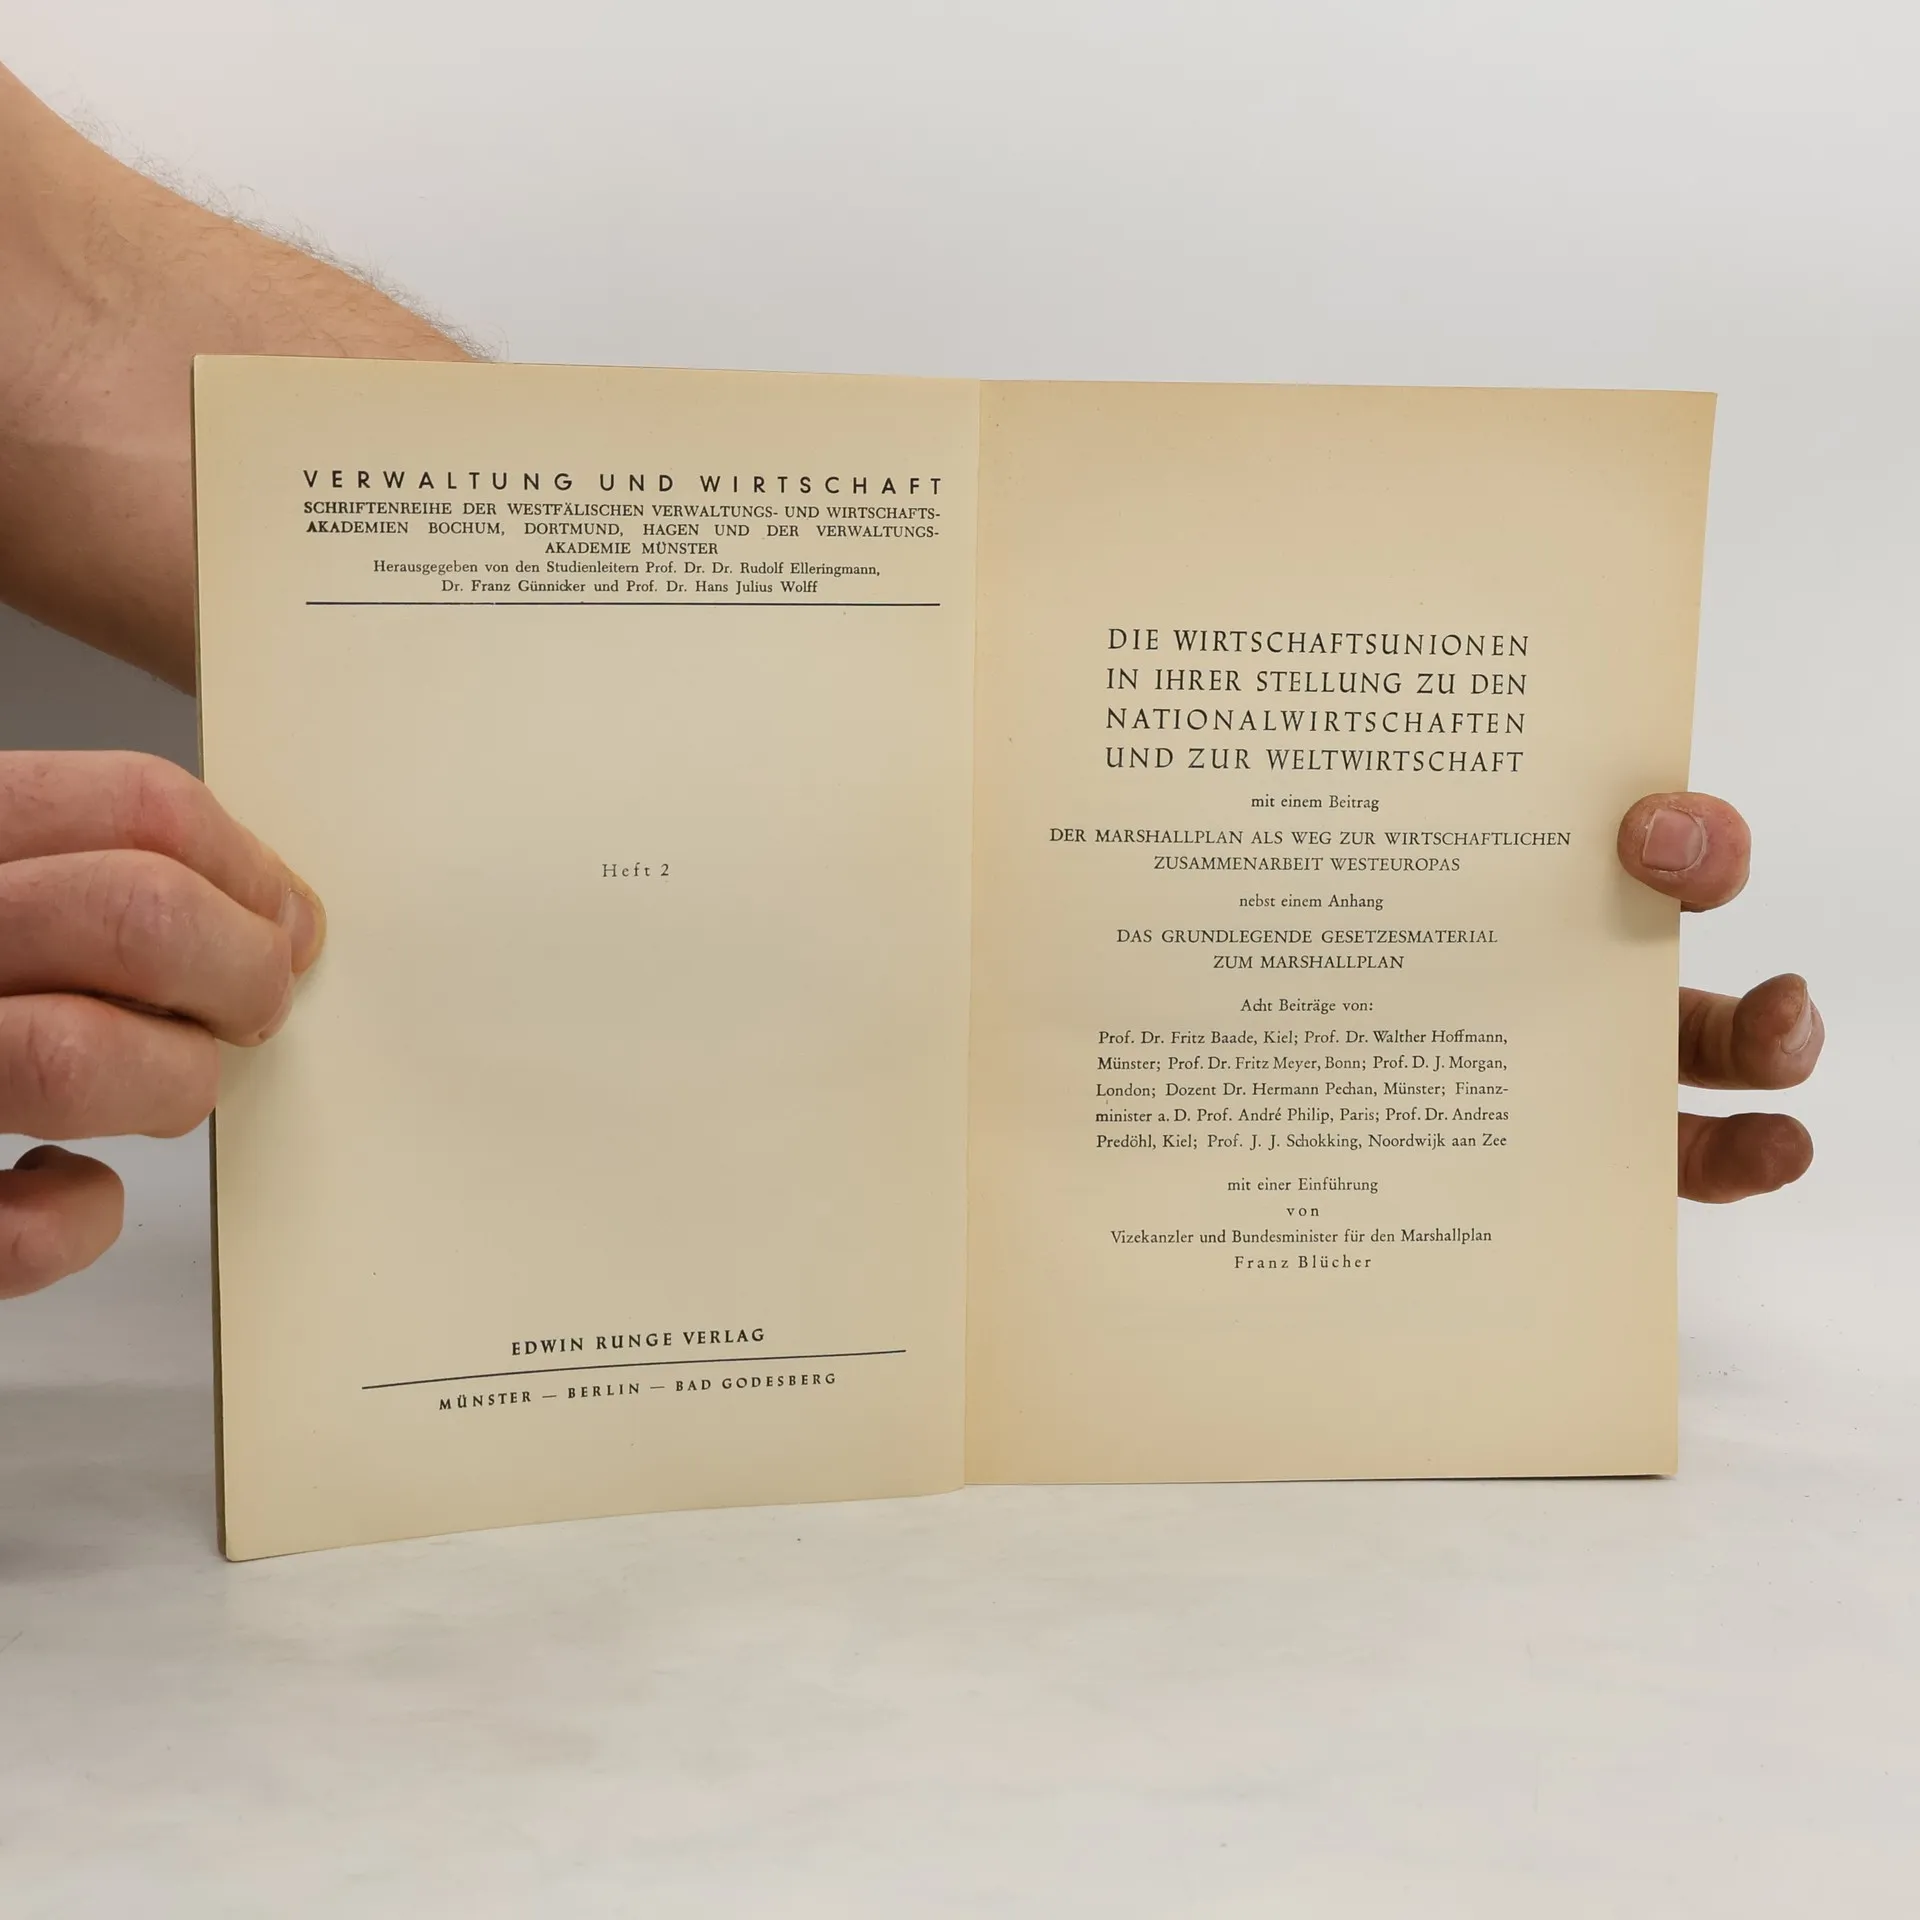 VERWALTUNG UND WIRTSCHAFT
SCHRIFTENREIHE DER WESTFÄLISCHEN VERWALTUNGS- UND WIRTSCHAFTS-
AKADEMIEN BOCHUM, DORTMUND, HAGEN UND DER VERWALTUNGS-
AKADEMIE MÜNSTER
Herausgegeben von den Studienleitern Prof. Dr. Dr. Rudolf Elleringmann,
Dr. Franz Günnicker und Prof. Dr. Hans Julius Wolff
Heft 2
EDWIN RUNGE VERLAG
MÜNSTER — BERLIN — BAD GODESBERG
DIE WIRTSCHAFTSUNIONEN
IN IHRER STELLUNG ZU DEN
NATIONALWIRTSCHAFTEN
UND ZUR WELTWIRTSCHAFT
mit einem Beitrag
DER MARSHALLPLAN ALS WEG ZUR WIRTSCHAFTLICHEN
ZUSAMMENARBEIT WESTEUROPAS
nebst einem Anhang
DAS GRUNDLEGENDE GESETZESMATERIAL
ZUM MARSHALLPLAN
Acht Beiträge von:
Prof. Dr. Fritz Baade, Kiel; Prof. Dr. Walther Hoffmann,
Münster; Prof. Dr. Fritz Meyer, Bonn; Prof. D. J. Morgan,
London; Dozent Dr. Hermann Pechan, Münster; Finanz-
minister a. D. Prof. André Philip, Paris; Prof. Dr. Andreas
Predöhl, Kiel; Prof. J. J. Schokking, Noordwijk aan Zee
mit einer Einführung
von
Vizekanzler und Bundesminister für den Marshallplan
Franz Blücher